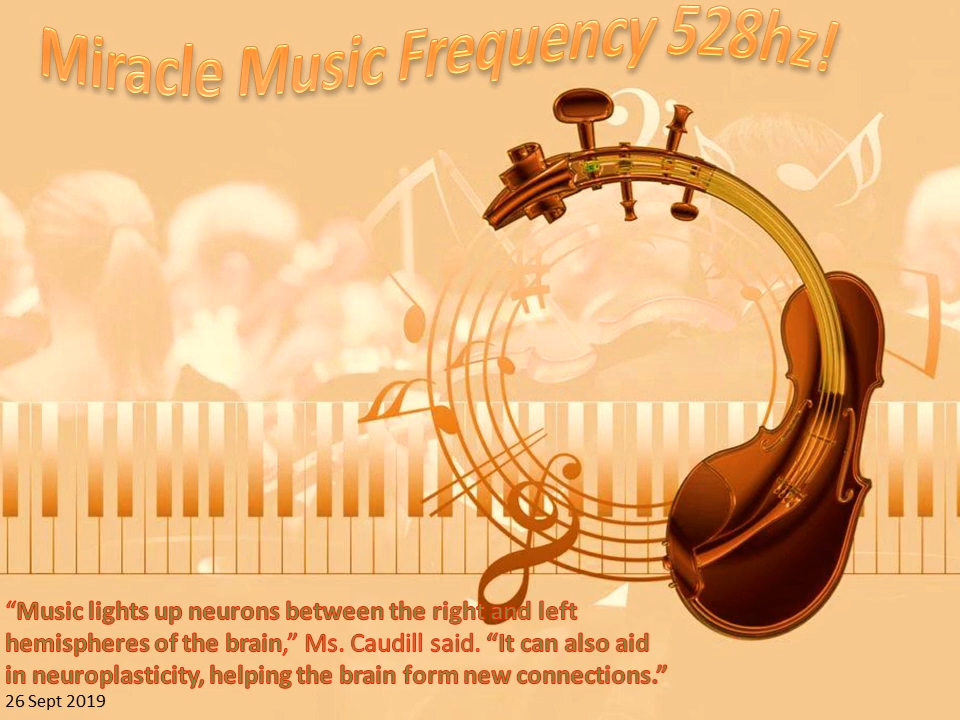 Miracle Music Frequency 528hz!
“Music lights up neurons between the right and left
hemispheres of the brain,” Ms. Caudill said. “It can also aid
in neuroplasticity, helping the brain form new connections.”
26 Sept 2019